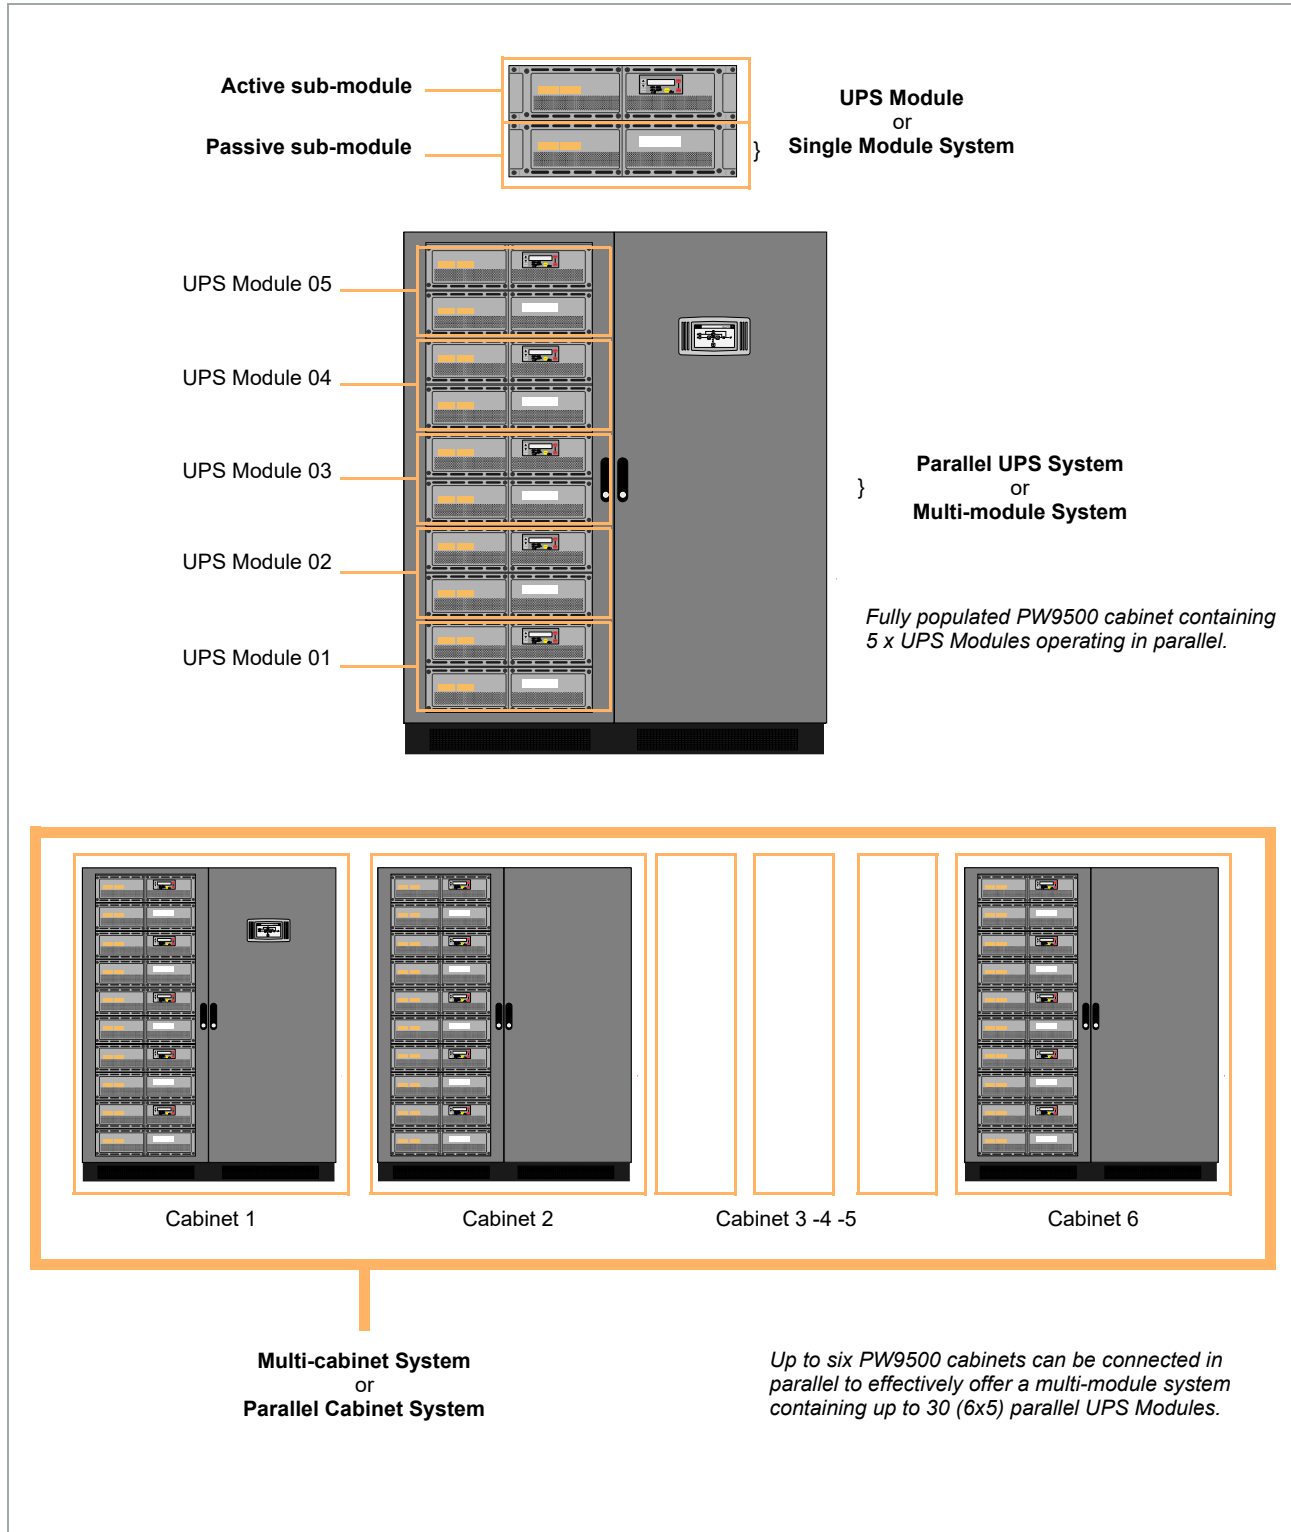 Active sub-module
Passive sub-module
}
UPS Module
or
Single Module System
UPS Module 05
UPS Module 04
UPS Module 03
UPS Module 02
UPS Module 01
}
Parallel UPS System
or
Multi-module System
Fully populated PW9500 cabinet containing
5 x UPS Modules operating in parallel.
Cabinet 1
Cabinet 2
Cabinet 3 -4 -5
Cabinet 6
Multi-cabinet System
or
Parallel Cabinet System
Up to six PW9500 cabinets can be connected in
parallel to effectively offer a multi-module system
containing up to 30 (6x5) parallel UPS Modules.